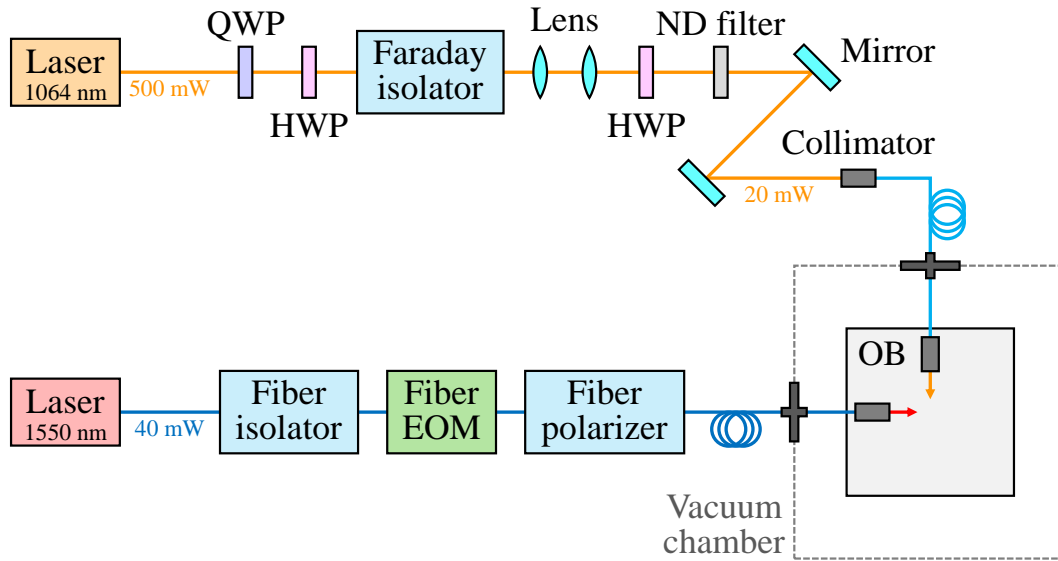 QWP
Lens
ND filter
Mirror
Laser
1064 nm
500 mW
Faraday
isolator
HWP
HWP
Collimator
20 mW
OB
Laser
1550 nm
40 mW
Fiber
isolator
Fiber
EOM
Fiber
polarizer
Vacuum
chamber